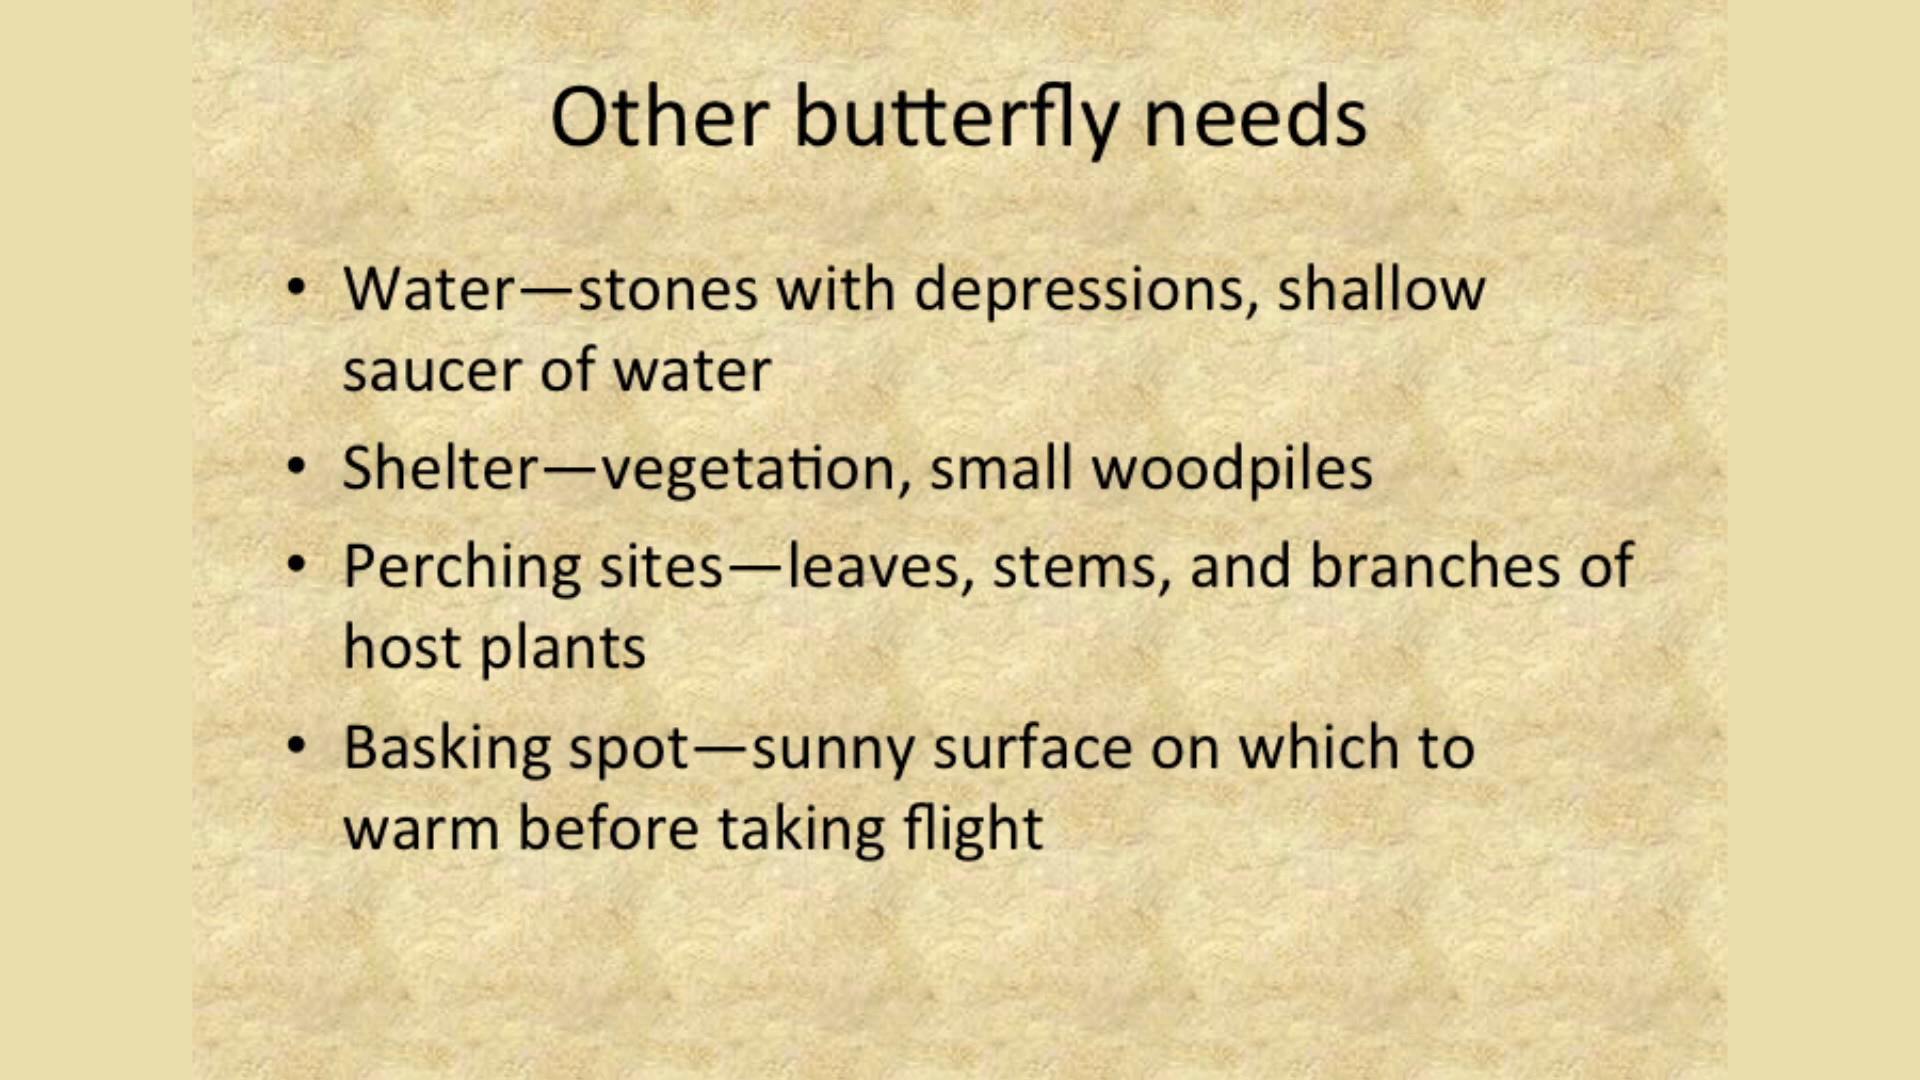 Other butterfly needs
• Water—stones with depressions, shallow
saucer of water
• Shelter—vegetation, small woodpiles
• Perching sites—leaves, stems, and branches of
host plants
• Basking spot—sunny surface on which to
warm before taking flight